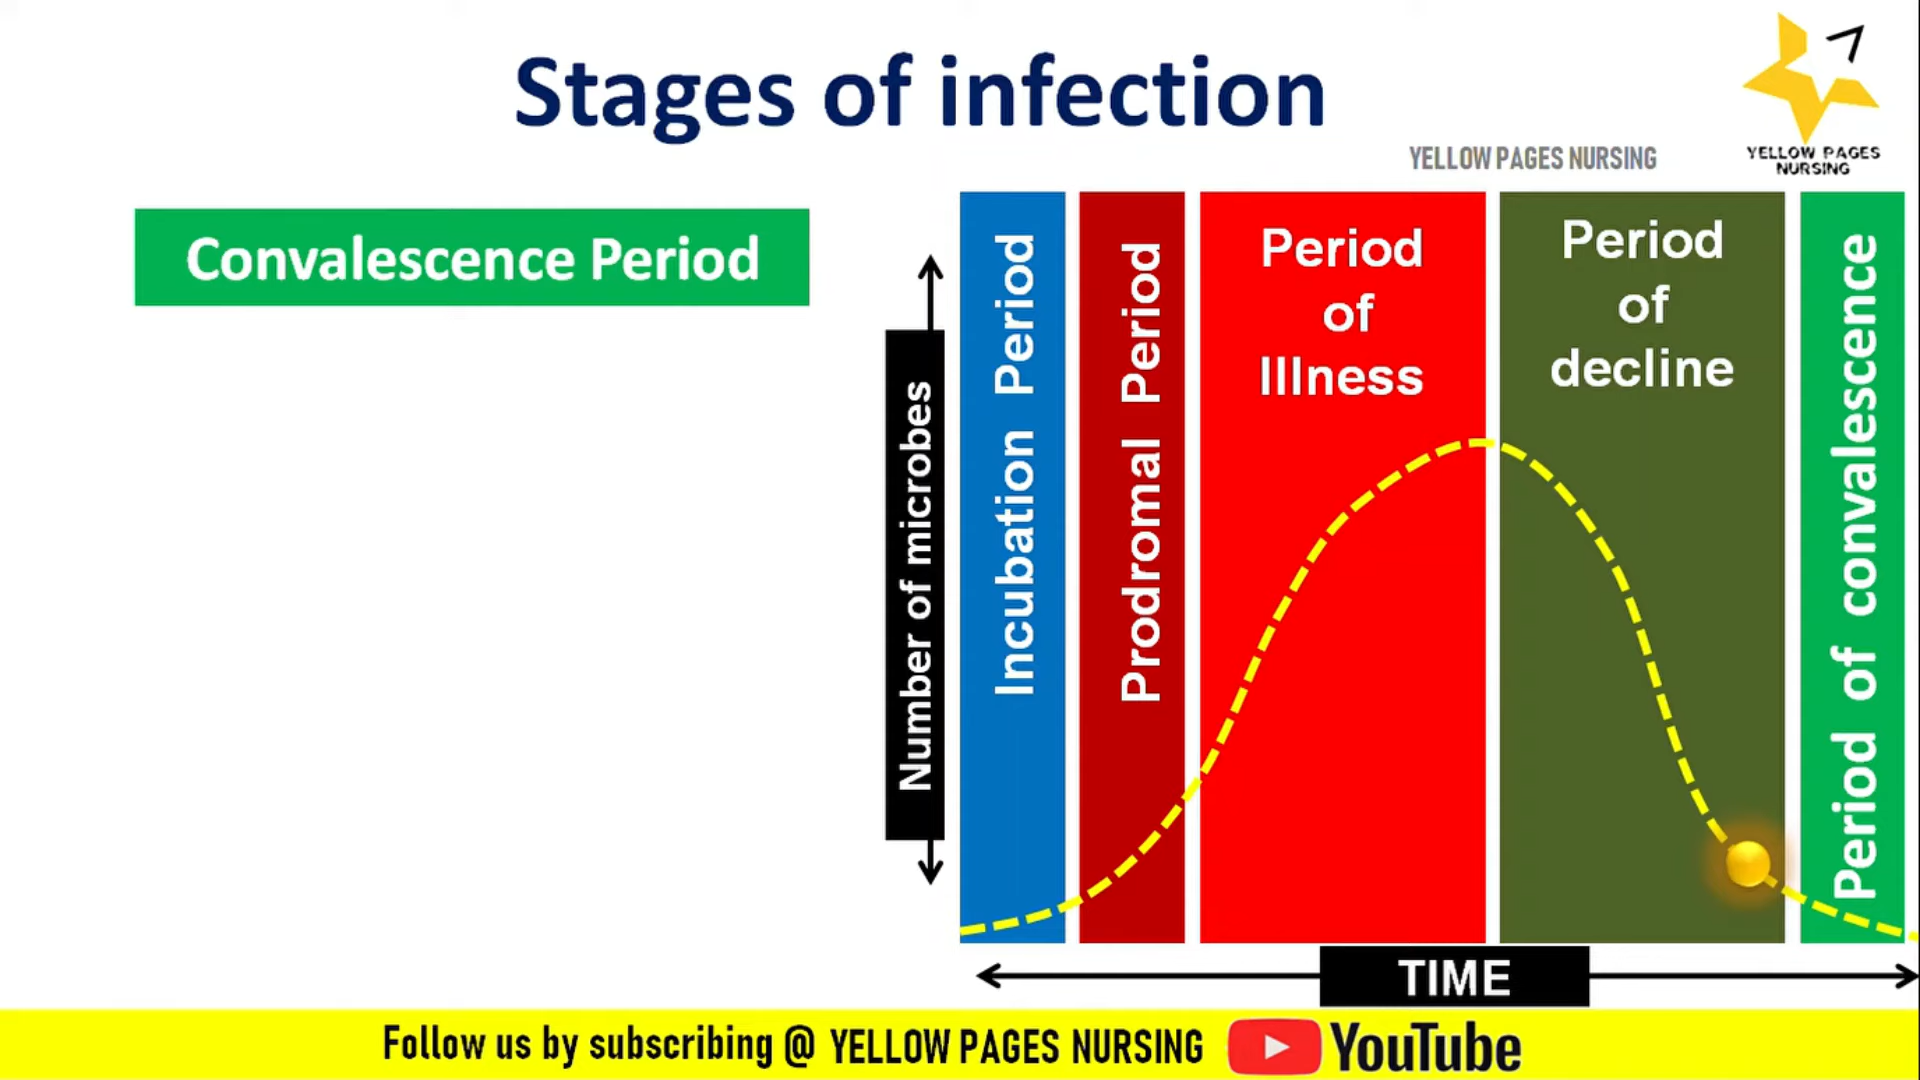 Stages of infection
YELLOW PAGES NURSING
YELLOW PAGES
NURSING
Convalescence Period
Number of microbes
Incubation Period
Prodromal Period
Period
of
Illness
Period
of
decline
Period of convalescence
TIME
Follow us by subscribing @ YELLOW PAGES NURSING YouTube